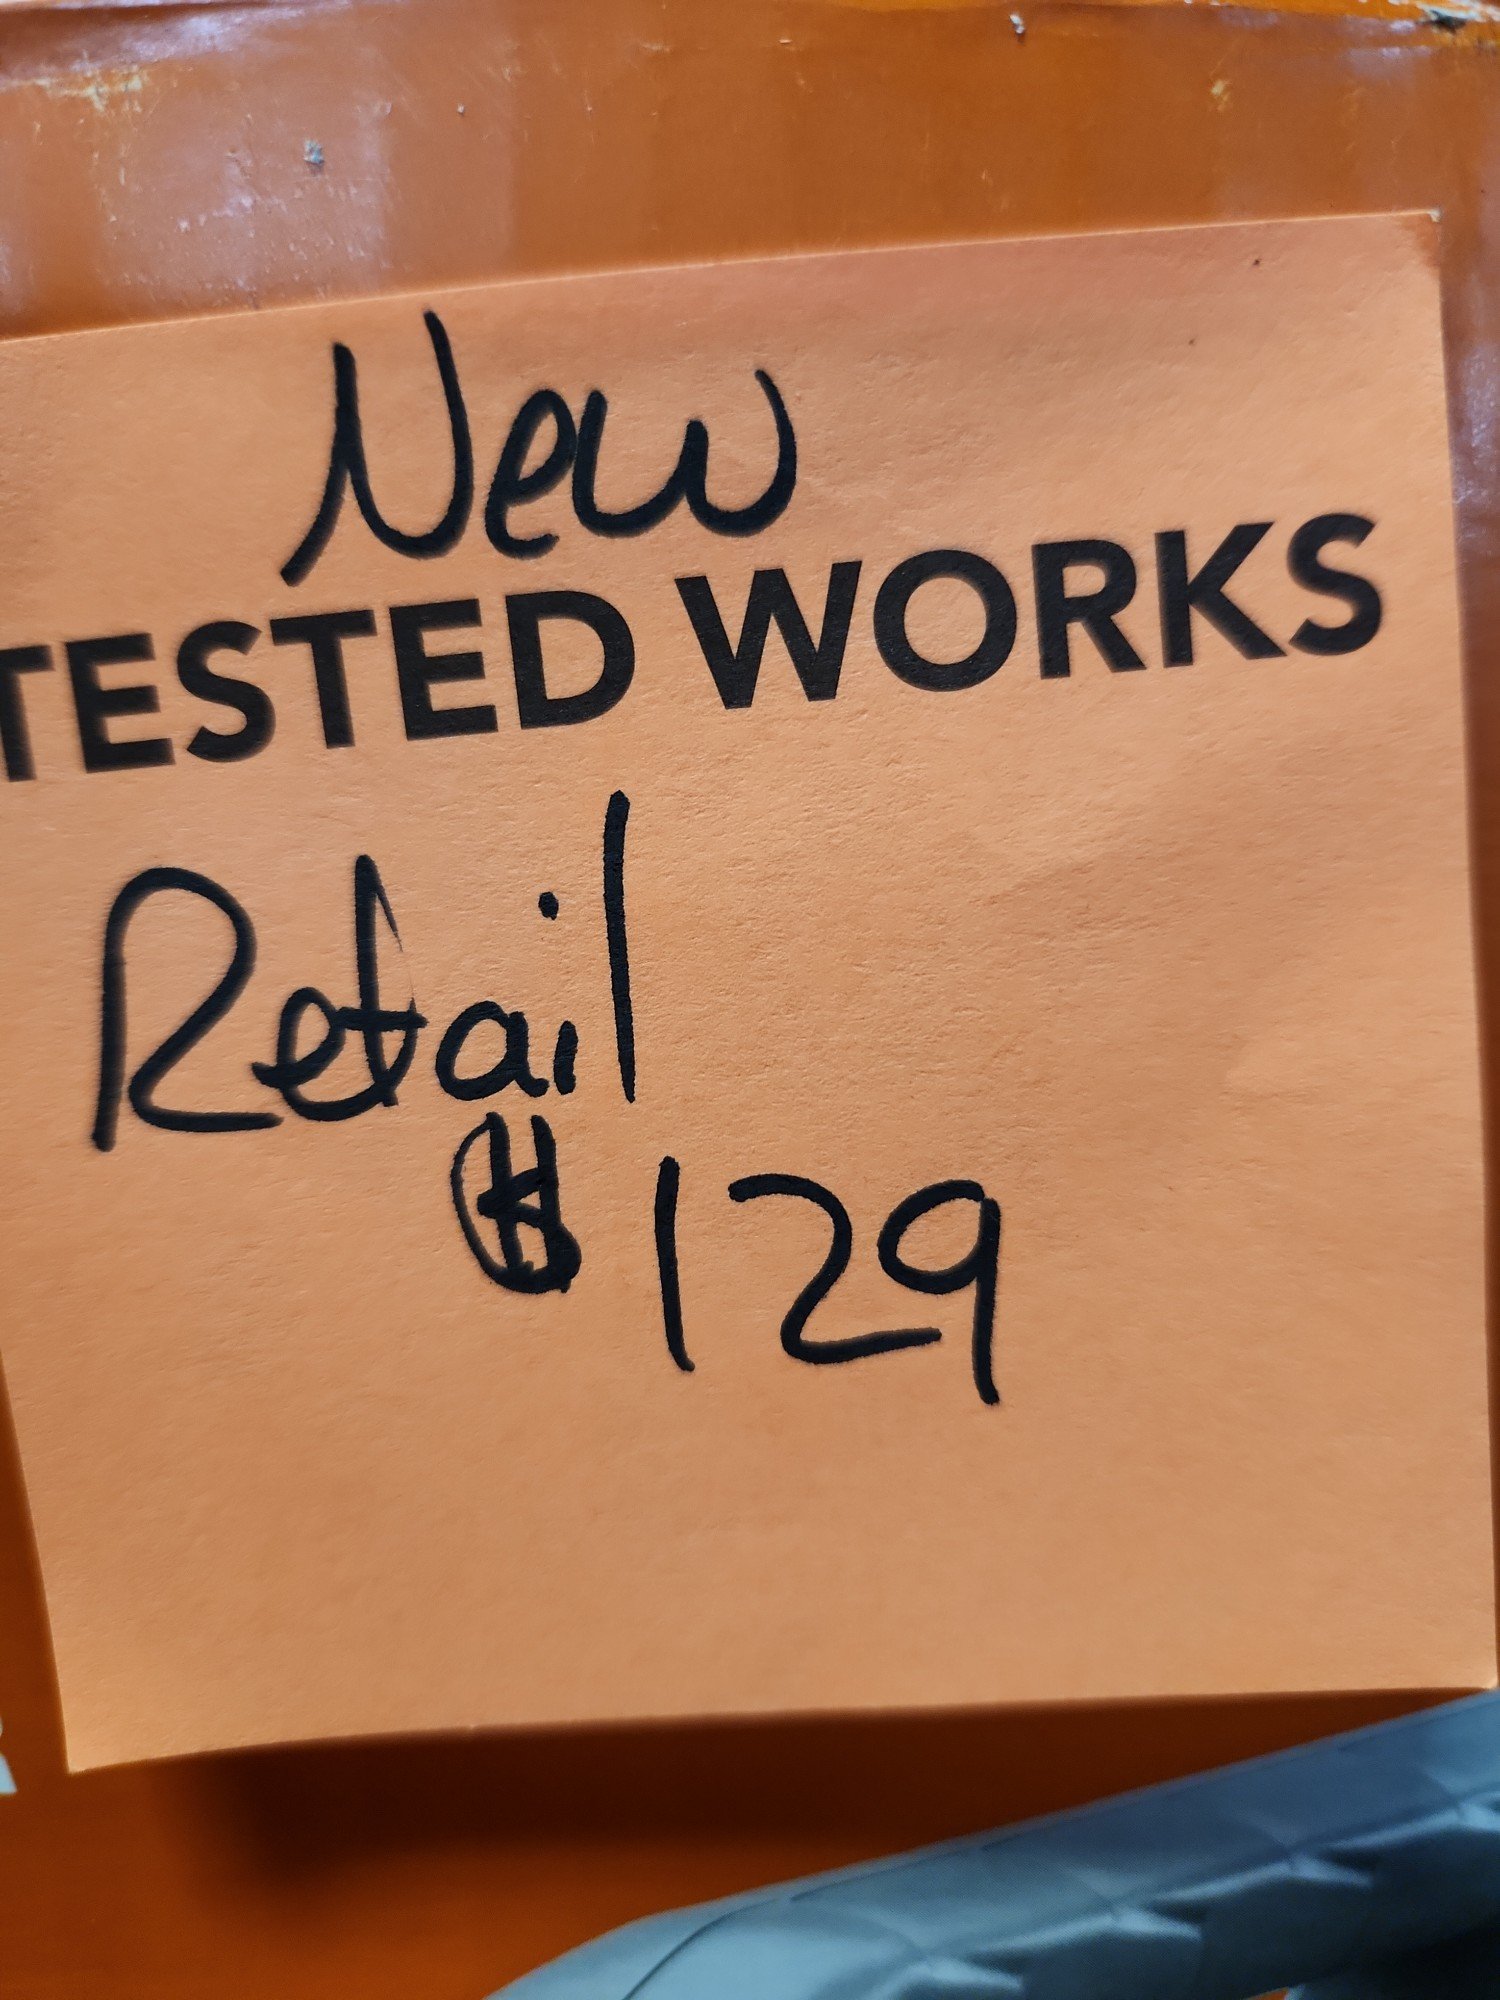 New
TESTED WORKS
Retail
$129